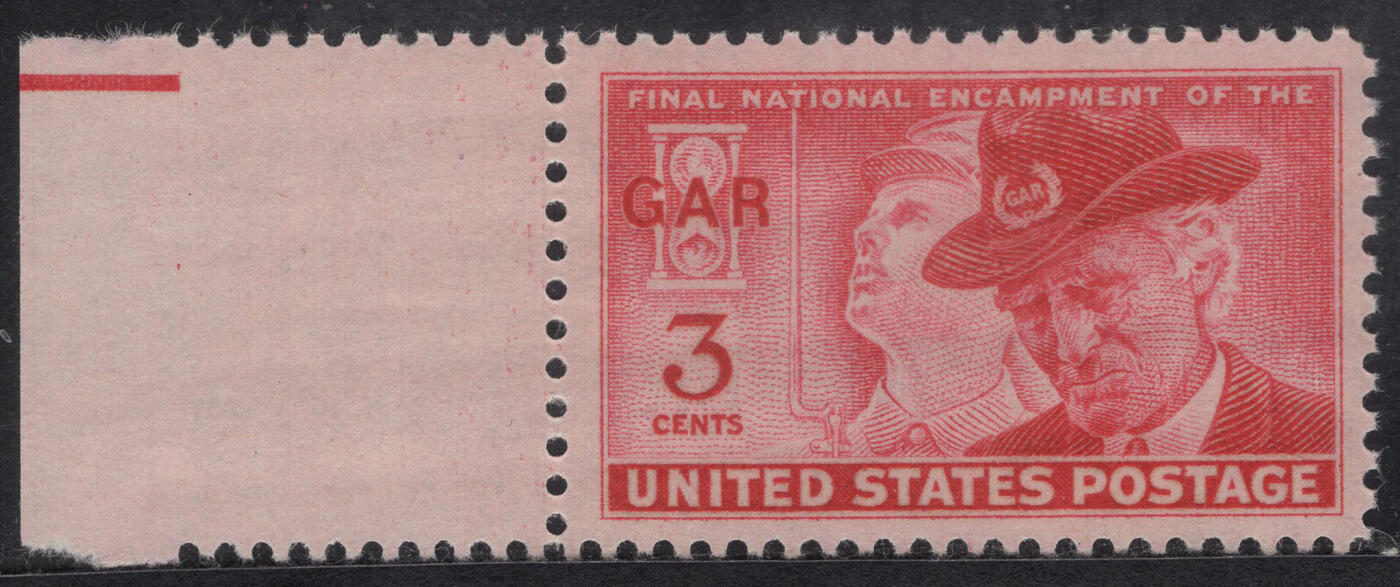 FINAL NATIONAL ENCAMPMENT OF THE
GAR
GAR
3
CENTS
UNITED STATES POSTAGE